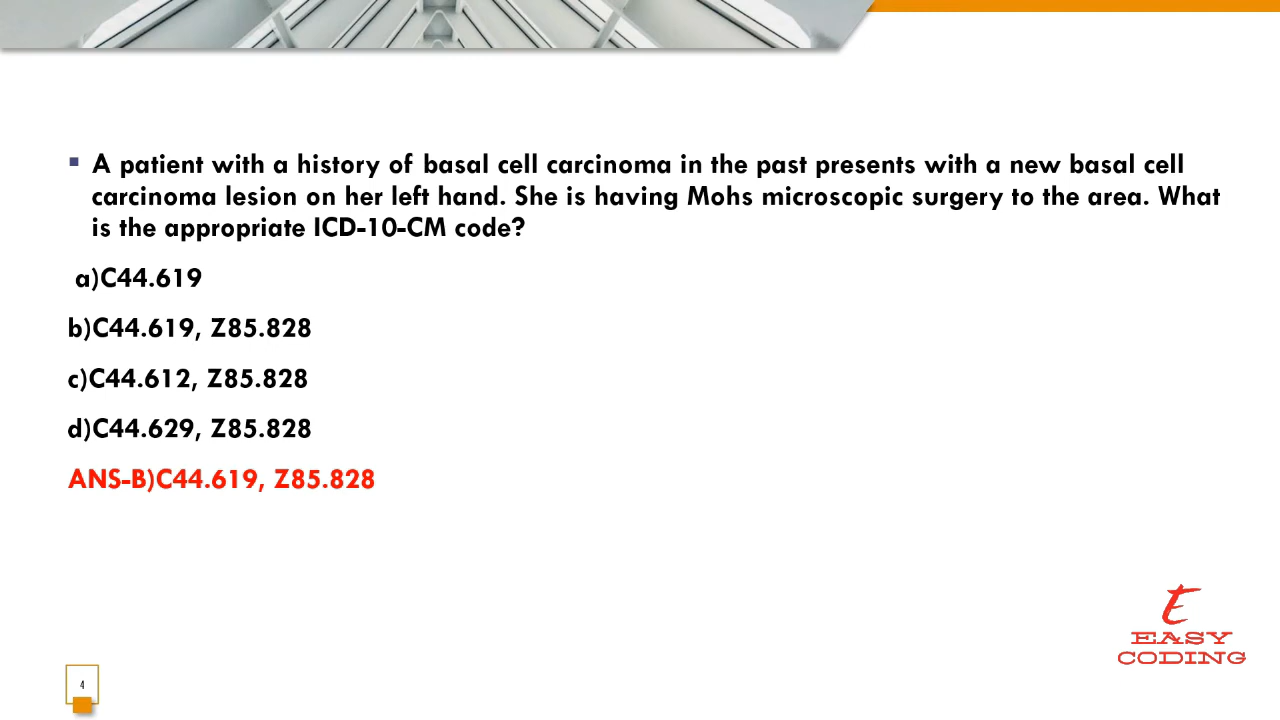 ▪ A patient with a history of basal cell carcinoma in the past presents with a new basal cell
carcinoma lesion on her left hand. She is having Mohs microscopic surgery to the area. What
is the appropriate ICD-10-CM code?
a)C44.619
b)C44.619, Z85.828
c)C44.612, Z85.828
d)C44.629, Z85.828
ANS-B)C44.619, Z85.828
E
EASY
CODING
4